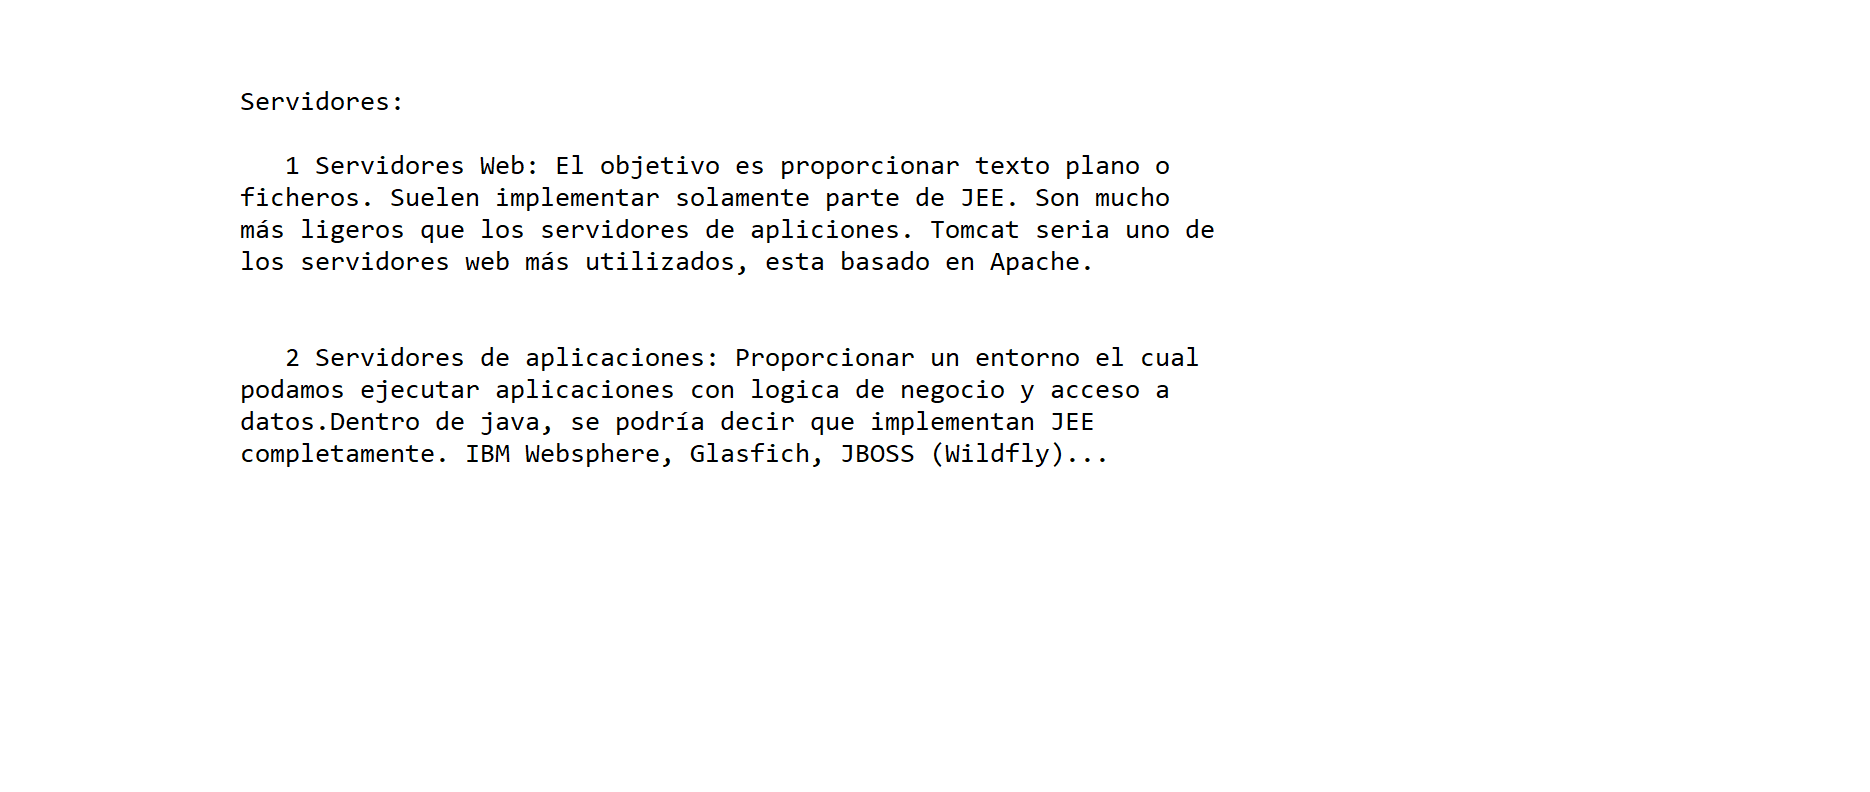 Servidores:
1 Servidores Web: El objetivo es proporcionar texto plano o
ficheros. Suelen implementar solamente parte de JEE. Son mucho
más ligeros que los servidores de apliciones. Tomcat seria uno de
los servidores web más utilizados, esta basado en Apache.
2 Servidores de aplicaciones: Proporcionar un entorno el cual
podamos ejecutar aplicaciones con logica de negocio y acceso a
datos.Dentro de java, se podría decir que implementan JEE
completamente. IBM Websphere, Glasfich, JBOSS (Wildfly)...